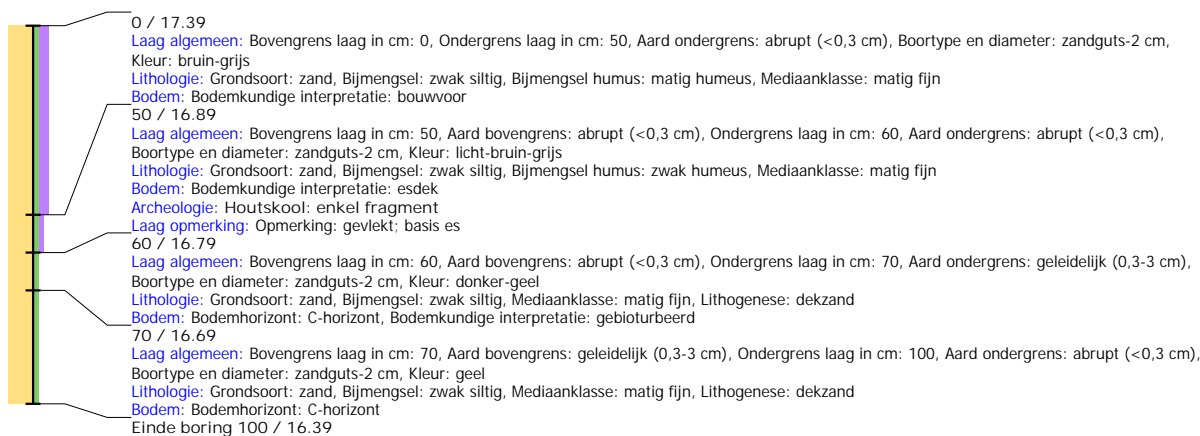 0 / 17.39
Laag algemeen: Bovengrens laag in cm: 0, Ondergrens laag in cm: 50, Aard ondergrens: abrupt (<0,3 cm), Boortype en diameter: zandguts-2 cm,
Kleur: bruin-grijs
Lithologie: Grondsoort: zand, Bijmengsel: zwak siltig, Bijmengsel humus: matig humeus, Mediaanklasse: matig fijn
Bodem: Bodemkundige interpretatie: bouwvoor
50 / 16.89
Laag algemeen: Bovengrens laag in cm: 50, Aard bovengrens: abrupt (<0,3 cm), Ondergrens laag in cm: 60, Aard ondergrens: abrupt (<0,3 cm),
Boortype en diameter: zandguts-2 cm, Kleur: licht-bruin-grijs
Lithologie: Grondsoort: zand, Bijmengsel: zwak siltig, Bijmengsel humus: zwak humeus, Mediaanklasse: matig fijn
Bodem: Bodemkundige interpretatie: esdek
Archeologie: Houtskool: enkel fragment
Laag opmerking: Opmerking: gevlekt; basis es
60 / 16.79
Laag algemeen: Bovengrens laag in cm: 60, Aard bovengrens: abrupt (<0,3 cm), Ondergrens laag in cm: 70, Aard ondergrens: geleidelijk (0,3-3 cm),
Boortype en diameter: zandguts-2 cm, Kleur: donker-geel
Lithologie: Grondsoort: zand, Bijmengsel: zwak siltig, Mediaanklasse: matig fijn, Lithogenese: dekzand
Bodem: Bodemhorizont: C-horizont, Bodemkundige interpretatie: gebioturbeerd
70 / 16.69
Laag algemeen: Bovengrens laag in cm: 70, Aard bovengrens: geleidelijk (0,3-3 cm), Ondergrens laag in cm: 100, Aard ondergrens: abrupt (<0,3 cm),
Boortype en diameter: zandguts-2 cm, Kleur: geel
Lithologie: Grondsoort: zand, Bijmengsel: zwak siltig, Mediaanklasse: matig fijn, Lithogenese: dekzand
Bodem: Bodemhorizont: C-horizont
Einde boring 100 / 16.39